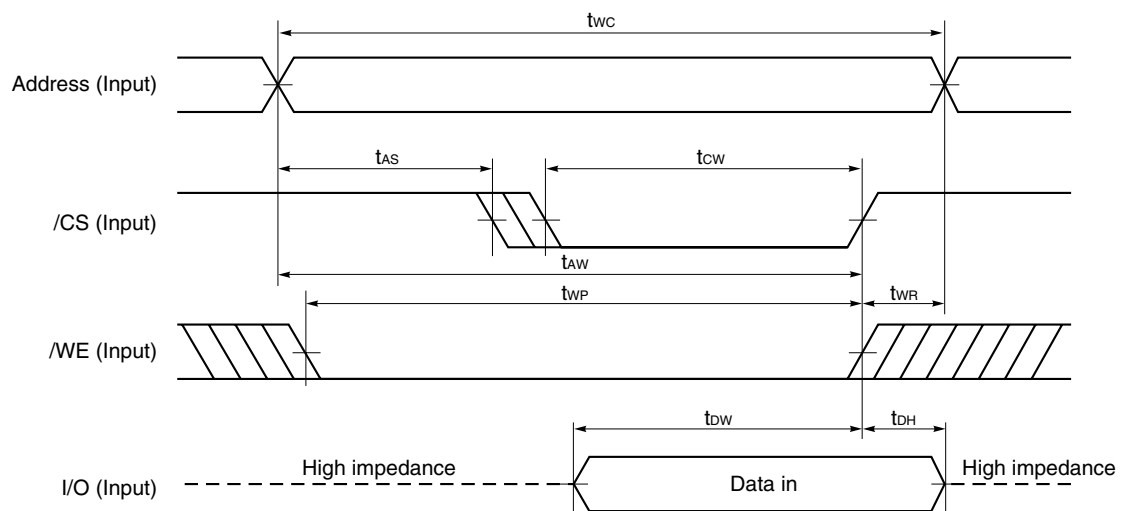 tWC
Address (Input)
tAS
tCW
/CS (Input)
tAW
tWP
tWR
/WE (Input)
tDW
tDH
High impedance
High impedance
I/O (Input)
Data in